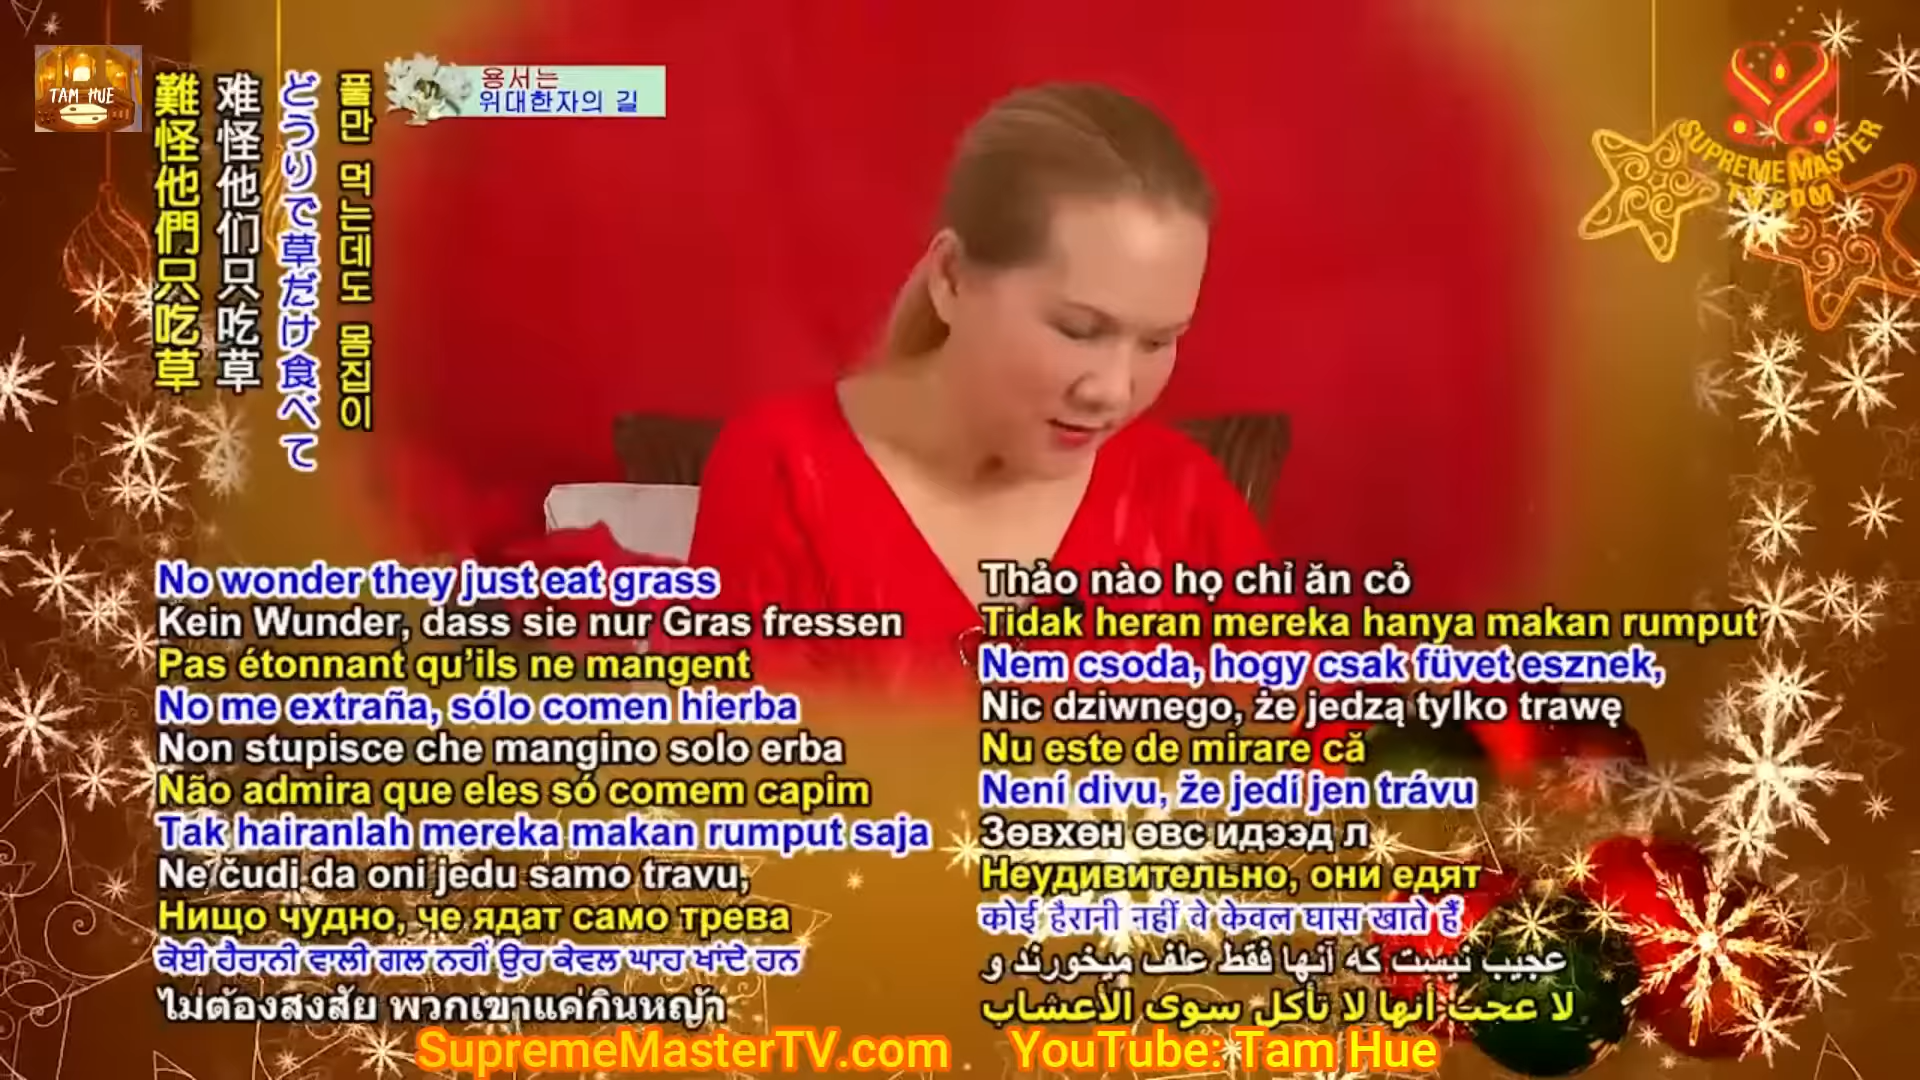 TAM HUE
難怪他們只吃草
难怪他们只吃草
どうりで草だけ食べて
풀만 먹는데도 몸집이
용서는
위대한자의 길
SUPREME MASTER
TV.COM
No wonder they just eat grass
Kein Wunder, dass sie nur Gras fressen
Pas étonnant qu’ils ne mangent
No me extraña, sólo comen hierba
Non stupisce che mangino solo erba
Não admira que eles só comem capim
Tak hairanlah mereka makan rumput saja
Ne čudi da oni jedu samo travu,
Нищо чудно, че ядат само трева
ਕੋਈ ਹੈਰਾਨੀ ਵਾਲੀ ਗਲ ਨਹੀਂ ਉਹ ਕੇਵਲ ਘਾਹ ਖਾਂਦੇ ਹਨ
ไม่ต้องสงสัย พวกเขาแค่กินหญ้า
Thảo nào họ chỉ ăn cỏ
Tidak heran mereka hanya makan rumput
Nem csoda, hogy csak füvet esznek,
Nic dziwnego, że jedzą tylko trawę
Nu este de mirare că
Není divu, že jedí jen trávu
Зөвхөн өвс идээд л
Неудивительно, они едят
कोई हैरानी नहीं वे केवल घास खाते हैं
عجیب نیست که آنها فقط علف میخورند و
لا عجب أنها لا تأكل سوى الأعشاب
SupremeMasterTV.com YouTube: Tam Hue